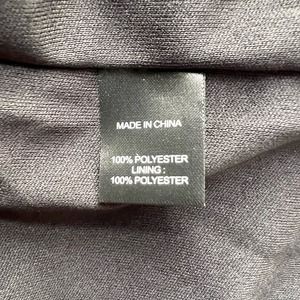 MADE IN CHINA
100% POLYESTER
LINING :
100% POLYESTER